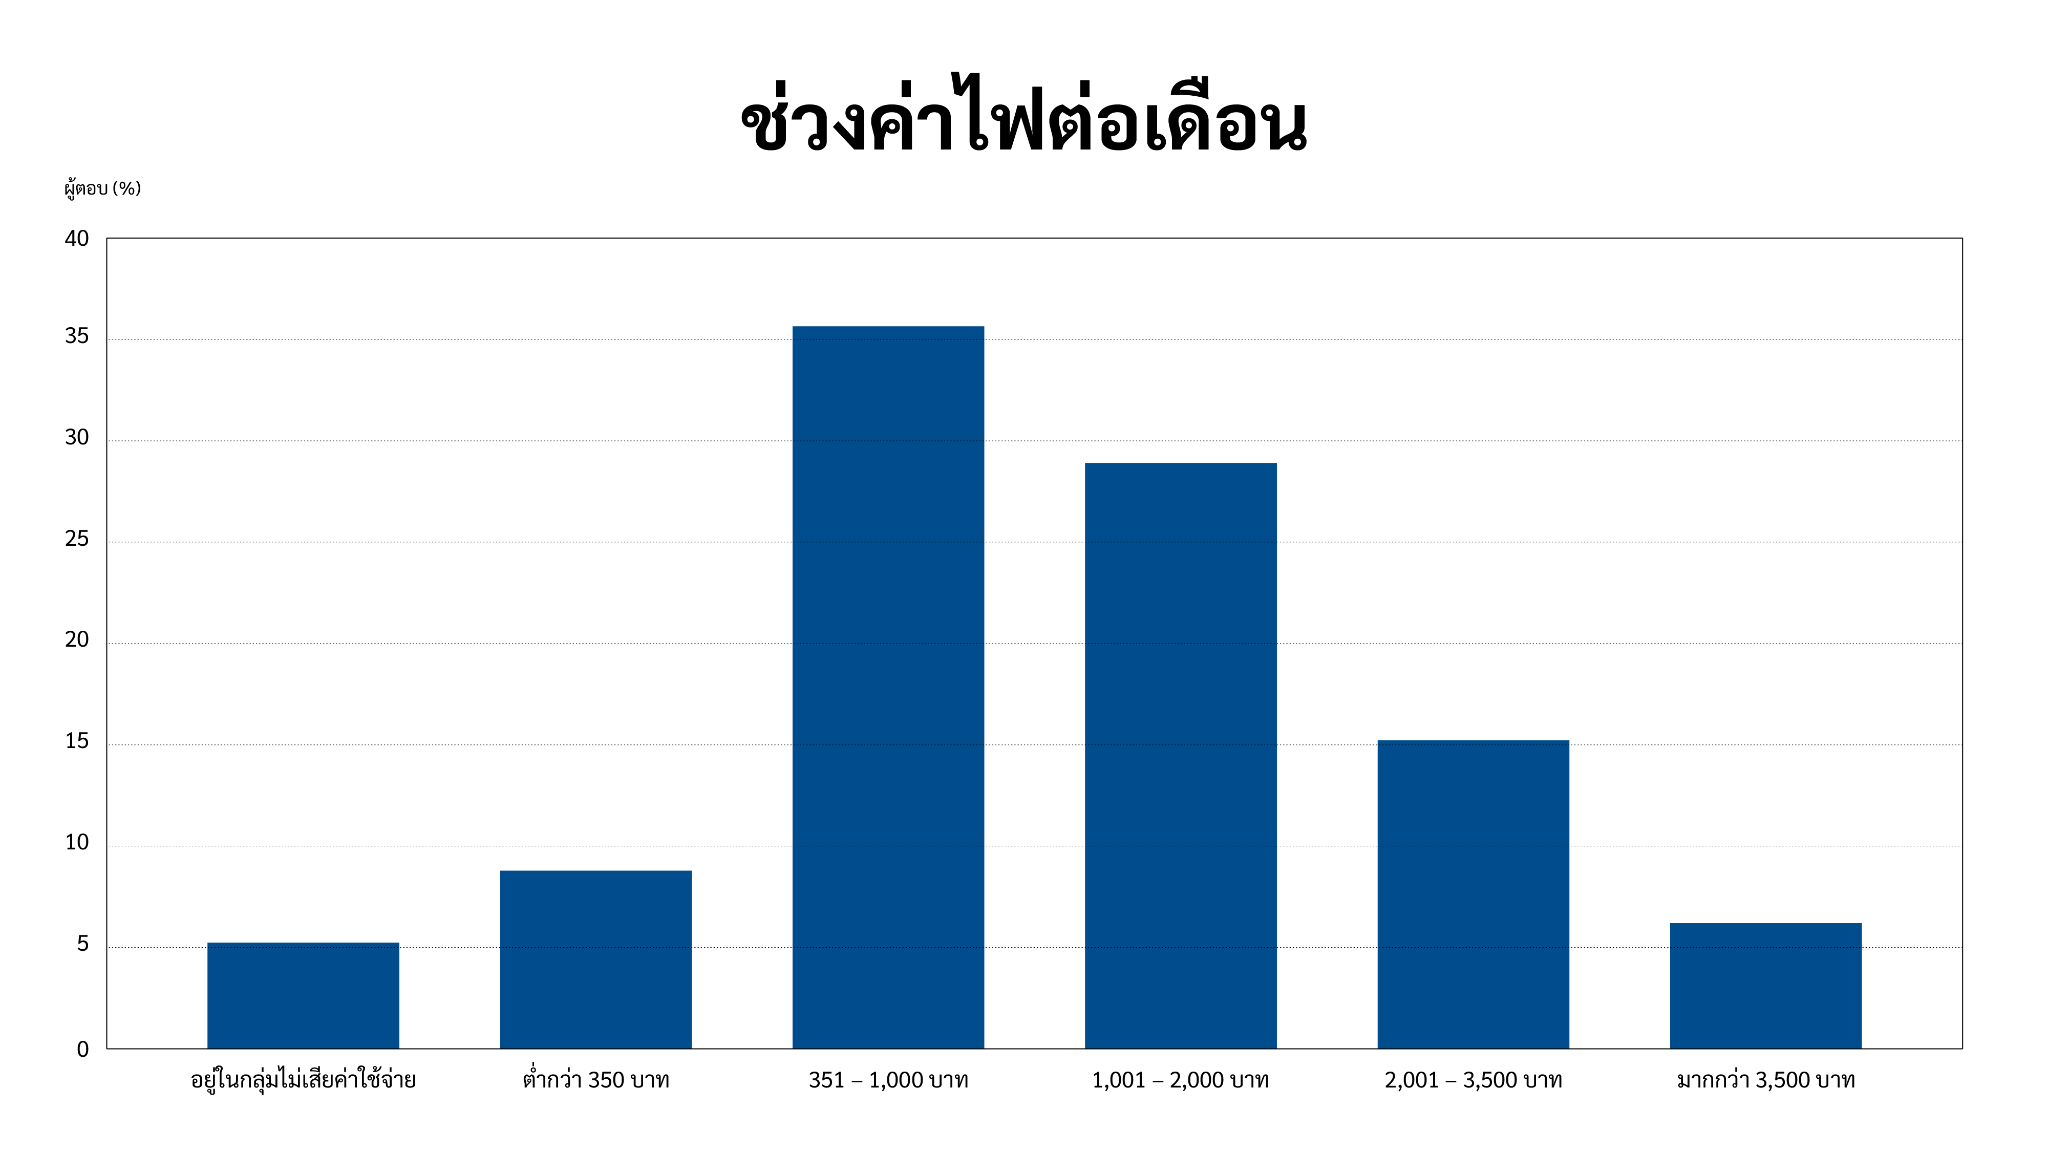 ช่วงค่าไฟต่อเดือน
ผู้ตอบ (%)
40
35
30
25
20
15
10
5
0
อยู่ในกลุ่มไม่เสียค่าใช้จ่าย
ต่ำกว่า 350 บาท
351 – 1,000 บาท
1,001 – 2,000 บาท
2,001 – 3,500 บาท
มากกว่า 3,500 บาท